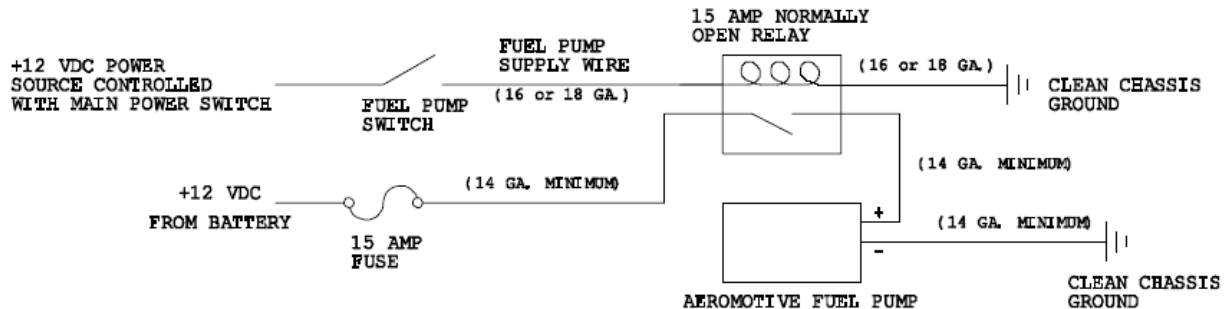 15 AMP NORMALLY
OPEN RELAY
+12 VDC POWER
SOURCE CONTROLLED
WITH MAIN POWER SWITCH
FUEL PUMP
SWITCH
FUEL PUMP
SUPPLY WIRE
(16 or 18 GA.)
(16 or 18 GA.)
CLEAN CHASSIS
GROUND
+12 VDC
FROM BATTERY
15 AMP
FUSE
(14 GA. MINIMUM)
(14 GA. MINIMUM)
+
-
(14 GA. MINIMUM)
AEROMOTIVE FUEL PUMP
CLEAN CHASSIS
GROUND